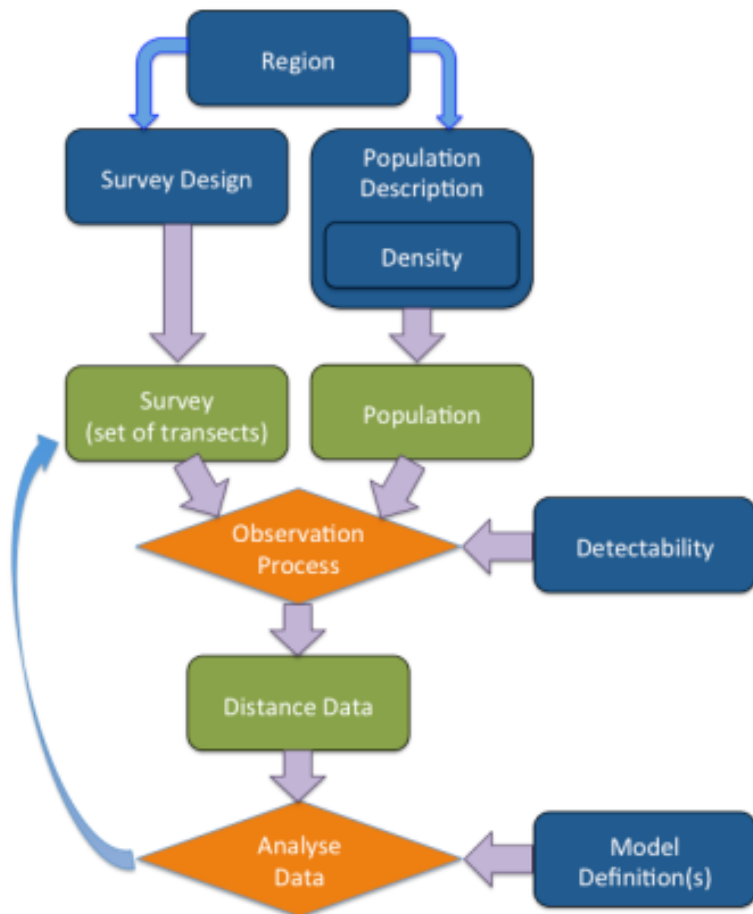 Region
Survey Design
Population
Description
Density
Survey
(set of transects)
Population
Observation
Process
Detectability
Distance Data
Analyse
Data
Model
Definition(s)